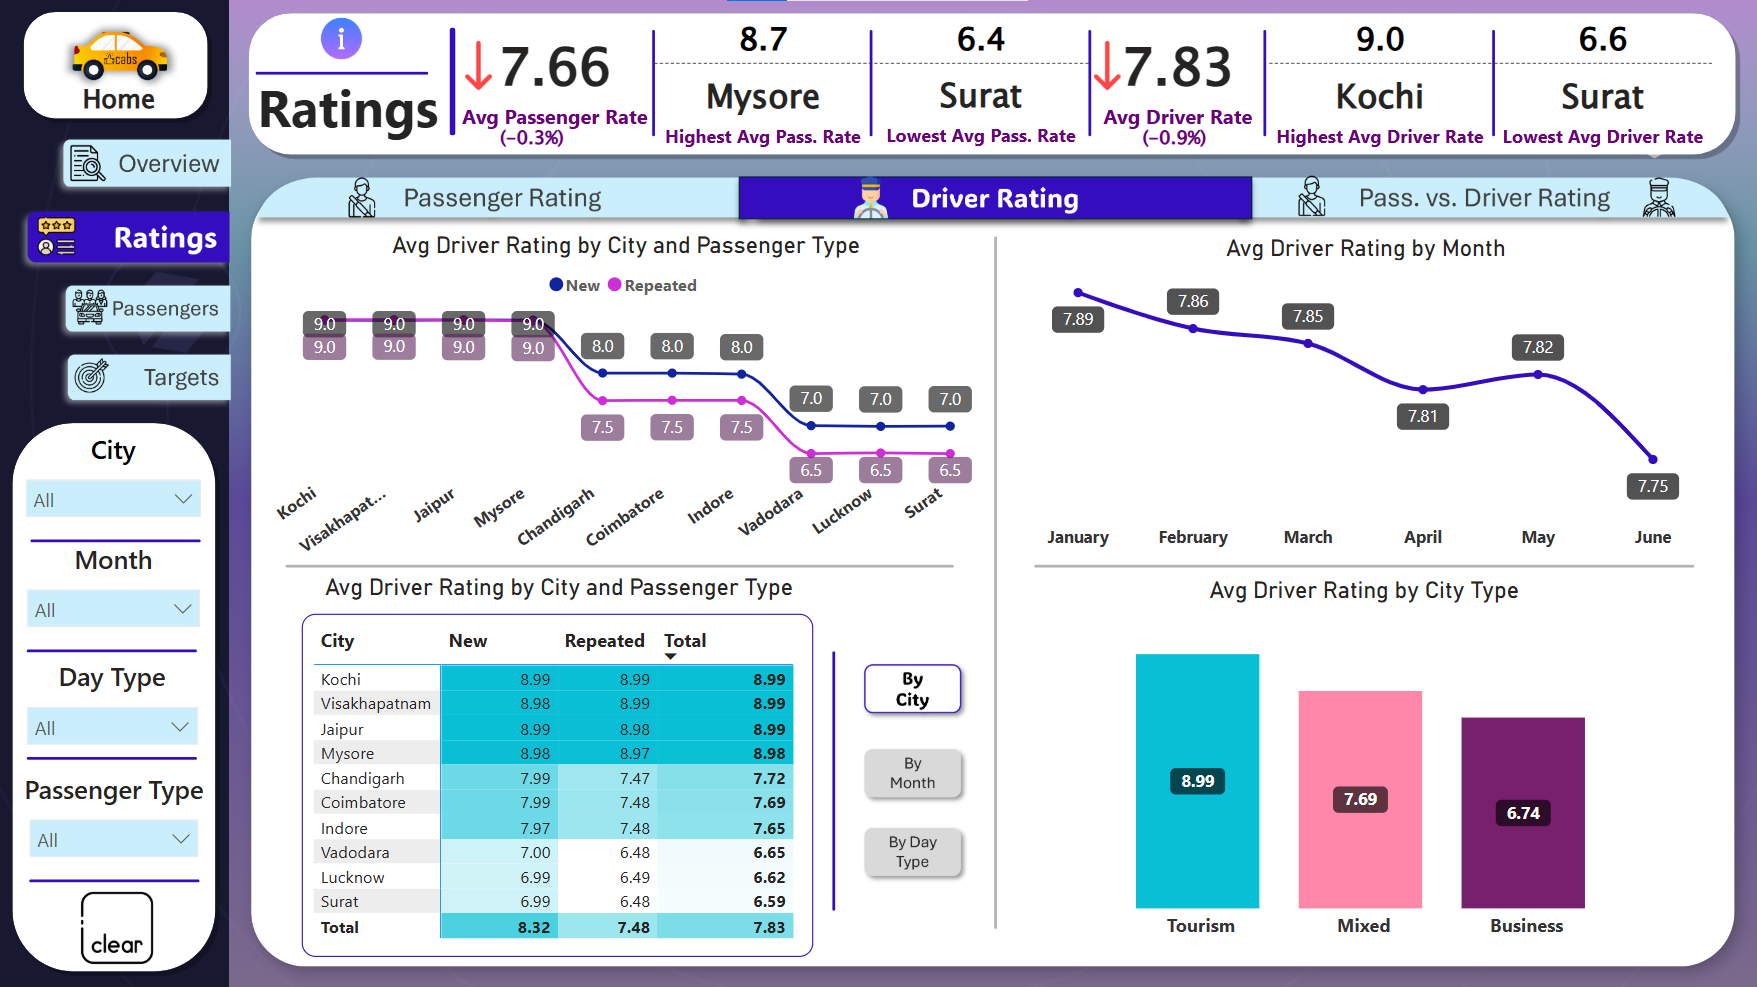 cabs
Home
Overview
Ratings
Passengers
Targets
City
All
Month
All
Day Type
All
Passenger Type
All
clear
i
Ratings
7.66
Avg Passenger Rate
(−0.3%)
8.7
Mysore
Highest Avg Pass. Rate
6.4
Surat
Lowest Avg Pass. Rate
7.83
Avg Driver Rate
(−0.9%)
9.0
Kochi
Highest Avg Driver Rate
6.6
Surat
Lowest Avg Driver Rate
Passenger Rating
Driver Rating
Pass. vs. Driver Rating
Avg Driver Rating by City and Passenger Type
New Repeated
9.0 9.0 9.0 9.0
9.0 9.0 9.0 9.0
8.0 8.0 8.0
7.5 7.5 7.5
7.0 7.0 7.0
6.5 6.5 6.5
Kochi Visakhapat... Jaipur Mysore Chandigarh Coimbatore Indore Vadodara Lucknow Surat
Avg Driver Rating by Month
7.89 7.86 7.85 7.81 7.82 7.75
January February March April May June
Avg Driver Rating by City and Passenger Type
City New Repeated Total
Kochi 8.99 8.99 8.99
Visakhapatnam 8.98 8.99 8.99
Jaipur 8.99 8.98 8.99
Mysore 8.98 8.97 8.98
Chandigarh 7.99 7.47 7.72
Coimbatore 7.99 7.48 7.69
Indore 7.97 7.48 7.65
Vadodara 7.00 6.48 6.65
Lucknow 6.99 6.49 6.62
Surat 6.99 6.48 6.59
Total 8.32 7.48 7.83
By
City
By
Month
By Day
Type
Avg Driver Rating by City Type
8.99 7.69 6.74
Tourism Mixed Business